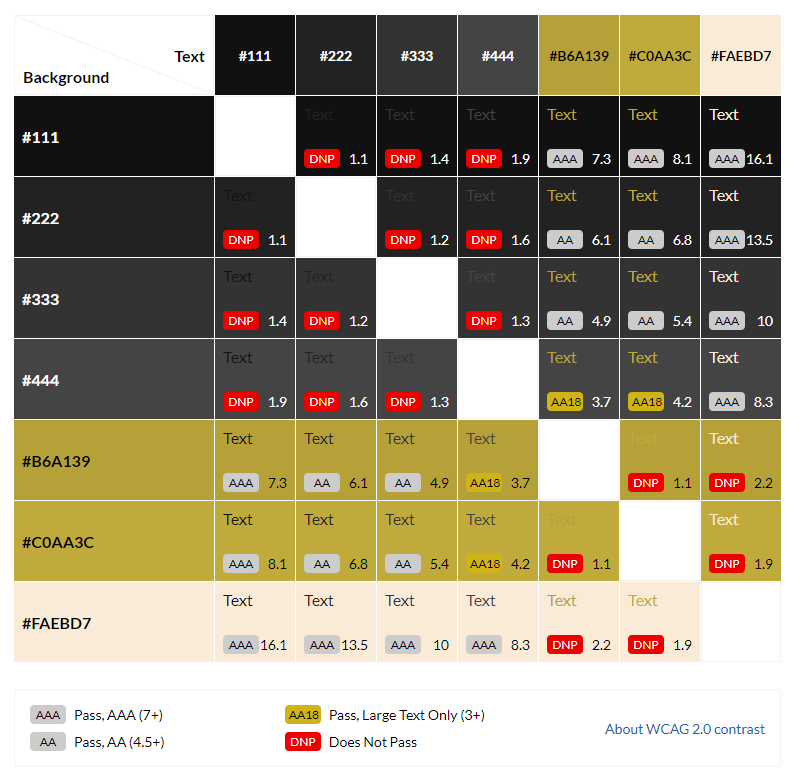 Text #111 #222 #333 #444 #B6A139 #C0AA3C #FAEBD7
Background
#111 Text Text Text Text Text Text
DNP 1.1 DNP 1.4 DNP 1.9 AAA 7.3 AAA 8.1 AAA 16.1
#222 Text Text Text Text Text Text
DNP 1.1 DNP 1.2 DNP 1.6 AA 6.1 AA 6.8 AAA 13.5
#333 Text Text Text Text Text Text
DNP 1.4 DNP 1.2 DNP 1.3 AA 4.9 AA 5.4 AAA 10
#444 Text Text Text Text Text Text
DNP 1.9 DNP 1.6 DNP 1.3 AA18 3.7 AA18 4.2 AAA 8.3
#B6A139 Text Text Text Text Text Text
AAA 7.3 AA 6.1 AA 4.9 AA18 3.7 DNP 1.1 DNP 2.2
#C0AA3C Text Text Text Text Text Text
AAA 8.1 AA 6.8 AA 5.4 AA18 4.2 DNP 1.1 DNP 1.9
#FAEBD7 Text Text Text Text Text Text
AAA 16.1 AAA 13.5 AAA 10 AAA 8.3 DNP 2.2 DNP 1.9
AAA Pass, AAA (7+)
AA Pass, AA (4.5+)
AA18 Pass, Large Text Only (3+)
DNP Does Not Pass
About WCAG 2.0 contrast